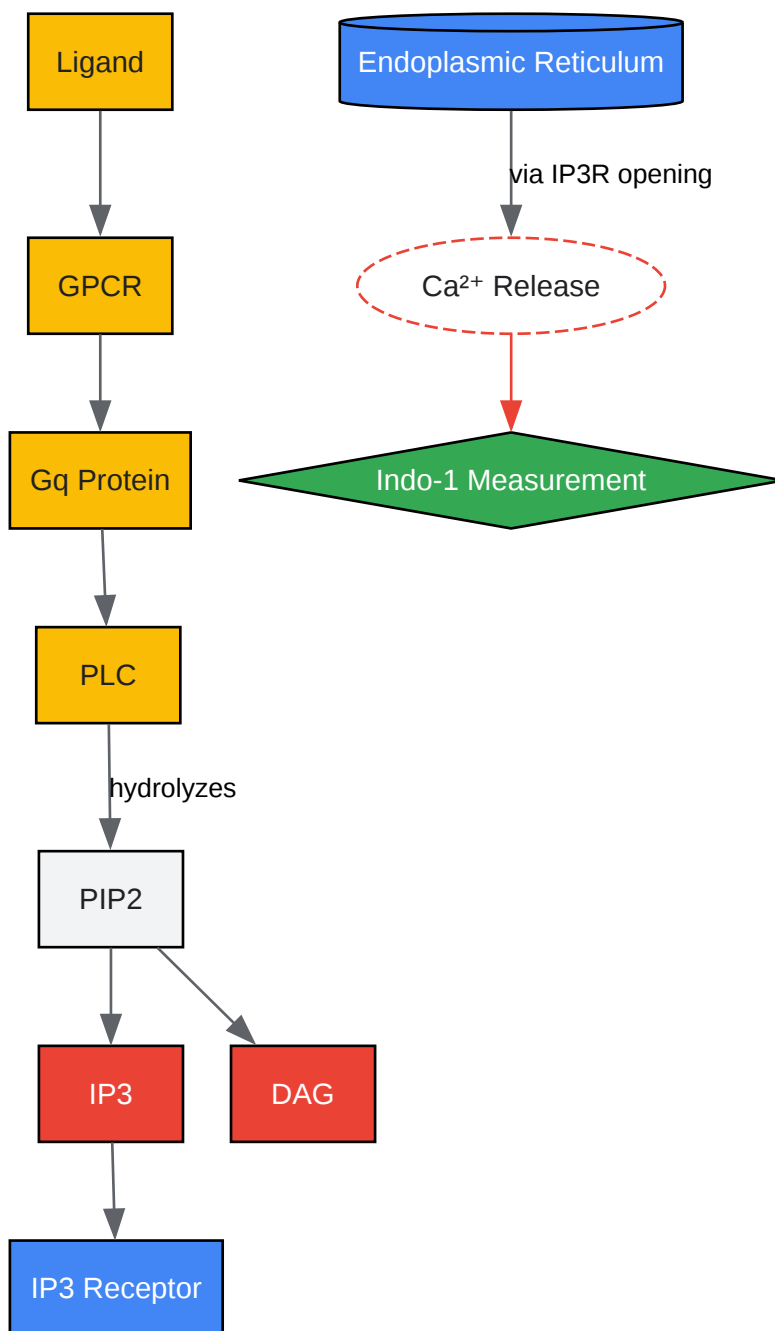 Ligand
Endoplasmic Reticulum
via IP3R opening
GPCR
Ca²⁺ Release
Gq Protein
Indo-1 Measurement
PLC
hydrolyzes
PIP2
IP3
DAG
IP3 Receptor